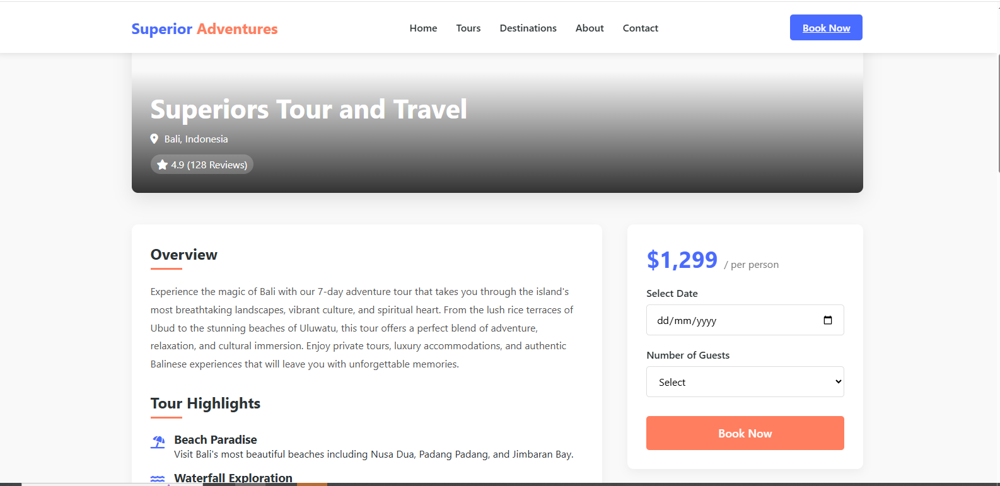 Superior Adventures
Home Tours Destinations About Contact
Book Now
Superiors Tour and Travel
Bali, Indonesia
4.9 (128 Reviews)
Overview
Experience the magic of Bali with our 7-day adventure tour that takes you through the island's
most breathtaking landscapes, vibrant culture, and spiritual heart. From the lush rice terraces of
Ubud to the stunning beaches of Uluwatu, this tour offers a perfect blend of adventure,
relaxation, and cultural immersion. Enjoy private tours, luxury accommodations, and authentic
Balinese experiences that will leave you with unforgettable memories.
Tour Highlights
Beach Paradise
Visit Bali's most beautiful beaches including Nusa Dua, Padang Padang, and Jimbaran Bay.
Waterfall Exploration
$1,299 / per person
Select Date
dd/mm/yyyy
Number of Guests
Select
Book Now